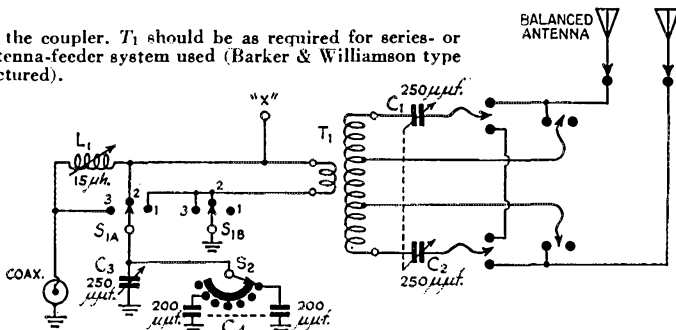 the coupler. T1 should be as required for series- or
tenna-feeder system used (Barker & Williamson type
ctured).
BALANCED
ANTENNA
"X"
250μμf.
C1
T1
L1
15μh.
2
3
1
S1A
2
3
1
S1B
COAX.
C3
250
μμf.
S2
C2
250μμf.
200
μμf.
C4
200
μμf.